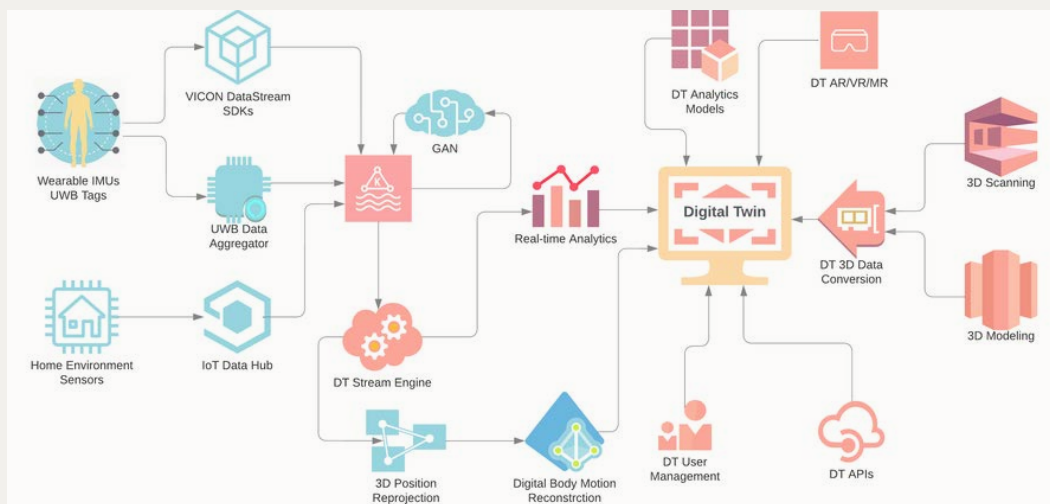 VICON DataStream
SDKs
DT Analytics
Models
DT AR/VR/MR
GAN
Wearable IMUs
UWB Tags
K
3D Scanning
UWB Data
Aggregator
Real-time Analytics
Digital Twin
DT 3D Data
Conversion
Home Environment
Sensors
IoT Data Hub
DT Stream Engine
3D Modeling
3D Position
Reprojection
Digital Body Motion
Reconstrction
DT User
Management
DT APIs